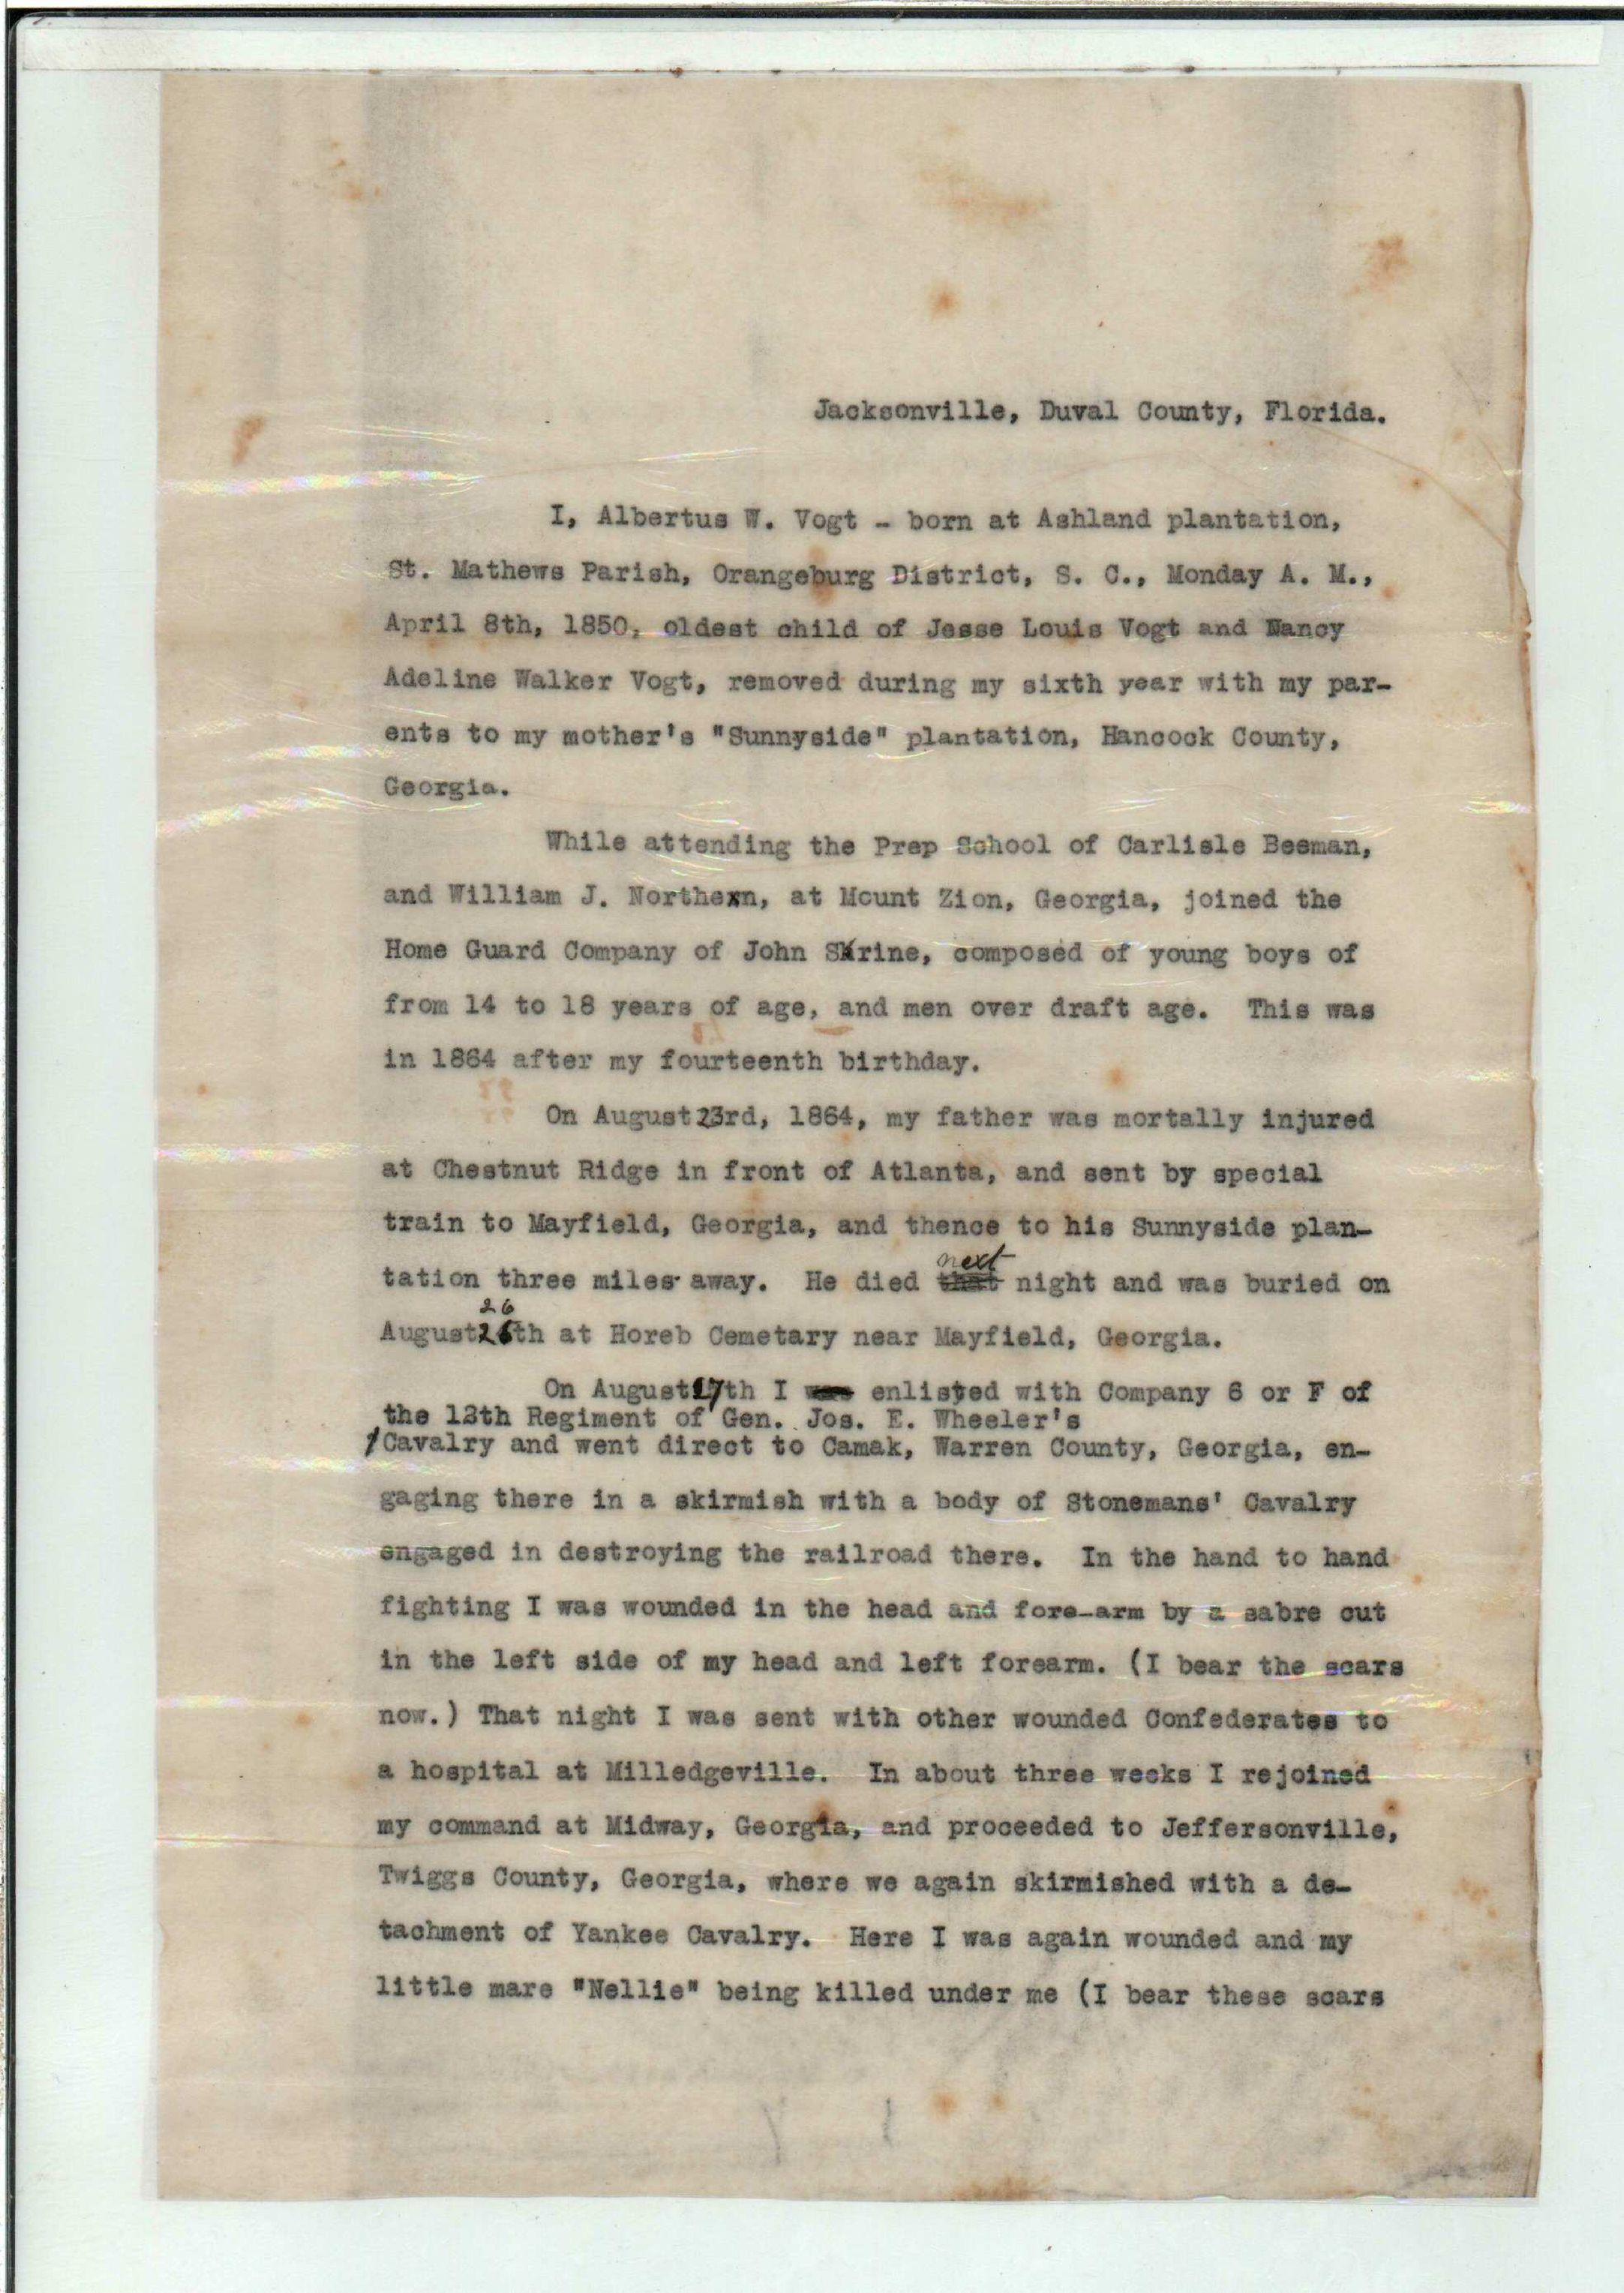 Jacksonville, Duval County, Florida.
I, Albertus W. Vogt - born at Ashland plantation,
St. Mathews Parish, Orangeburg District, S. C., Monday A. M.,
April 8th, 1850, oldest child of Jesse Louis Vogt and Nancy
Adeline Walker Vogt, removed during my sixth year with my par-
ents to my mother's "Sunnyside" plantation, Hancock County,
Georgia.
While attending the Prep School of Carlisle Beeman,
and William J. Northern, at Mount Zion, Georgia, joined the
Home Guard Company of John Skrine, composed of young boys of
from 14 to 18 years of age, and men over draft age. This was
in 1864 after my fourteenth birthday.
On August 23rd, 1864, my father was mortally injured
at Chestnut Ridge in front of Atlanta, and sent by special
train to Mayfield, Georgia, and thence to his Sunnyside plan-
next
tation three miles away. He died that night and was buried on
26
August 26th at Horeb Cemetary near Mayfield, Georgia.
On August 27th I was enlisted with Company 6 or F of
the 12th Regiment of Gen. Jos. E. Wheeler's
Cavalry and went direct to Camak, Warren County, Georgia, en-
gaging there in a skirmish with a body of Stonemans' Cavalry
engaged in destroying the railroad there. In the hand to hand
fighting I was wounded in the head and fore-arm by a sabre cut
in the left side of my head and left forearm. (I bear the scars
now.) That night I was sent with other wounded Confederates to
a hospital at Milledgeville. In about three weeks I rejoined
my command at Midway, Georgia, and proceeded to Jeffersonville,
Twiggs County, Georgia, where we again skirmished with a de-
tachment of Yankee Cavalry. Here I was again wounded and my
little mare "Nellie" being killed under me (I bear these scars